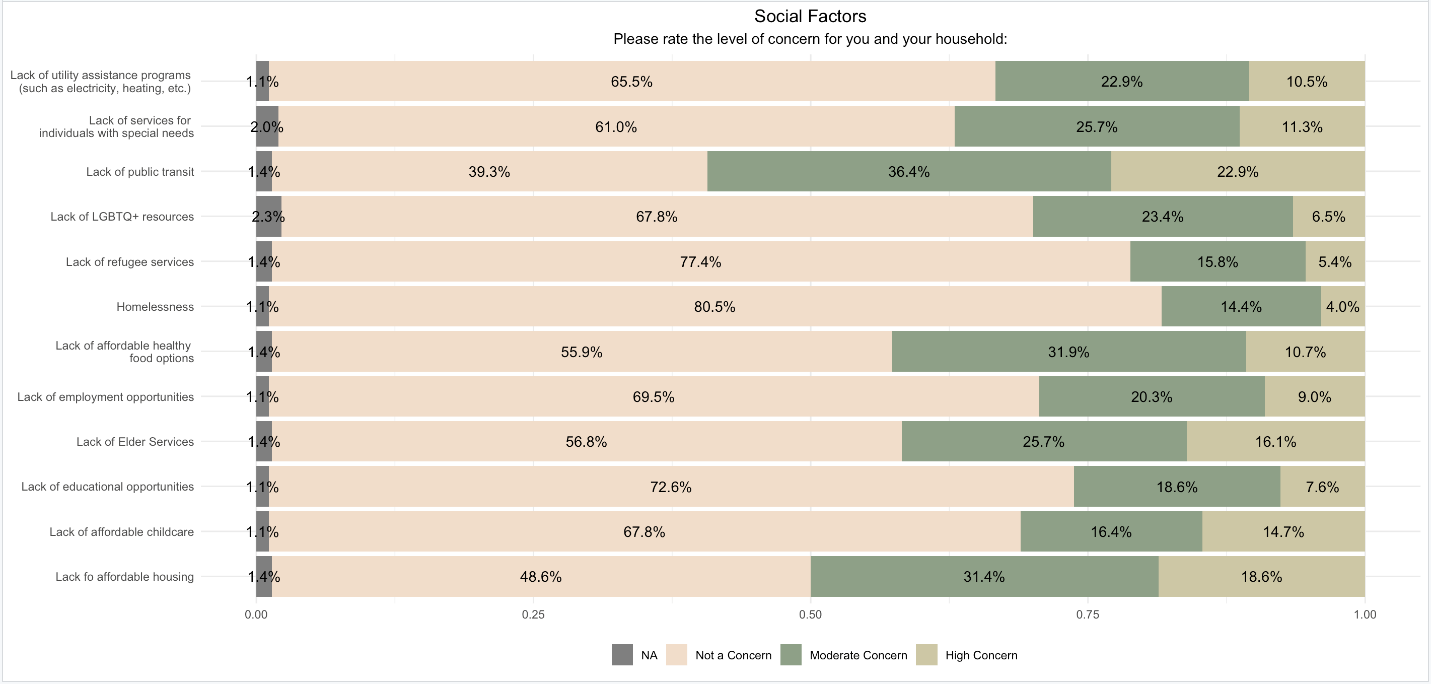 Social Factors
Please rate the level of concern for you and your household:
Lack of utility assistance programs
(such as electricity, heating, etc.)
1.1% 65.5% 22.9% 10.5%
Lack of services for
individuals with special needs
2.0% 61.0% 25.7% 11.3%
Lack of public transit 1.4% 39.3% 36.4% 22.9%
Lack of LGBTQ+ resources 2.3% 67.8% 23.4% 6.5%
Lack of refugee services 1.4% 77.4% 15.8% 5.4%
Homelessness 1.1% 80.5% 14.4% 4.0%
Lack of affordable healthy
food options
1.4% 55.9% 31.9% 10.7%
Lack of employment opportunities 1.1% 69.5% 20.3% 9.0%
Lack of Elder Services 1.4% 56.8% 25.7% 16.1%
Lack of educational opportunities 1.1% 72.6% 18.6% 7.6%
Lack of affordable childcare 1.1% 67.8% 16.4% 14.7%
Lack fo affordable housing 1.4% 48.6% 31.4% 18.6%
0.00 0.25 0.50 0.75 1.00
NA Not a Concern Moderate Concern High Concern